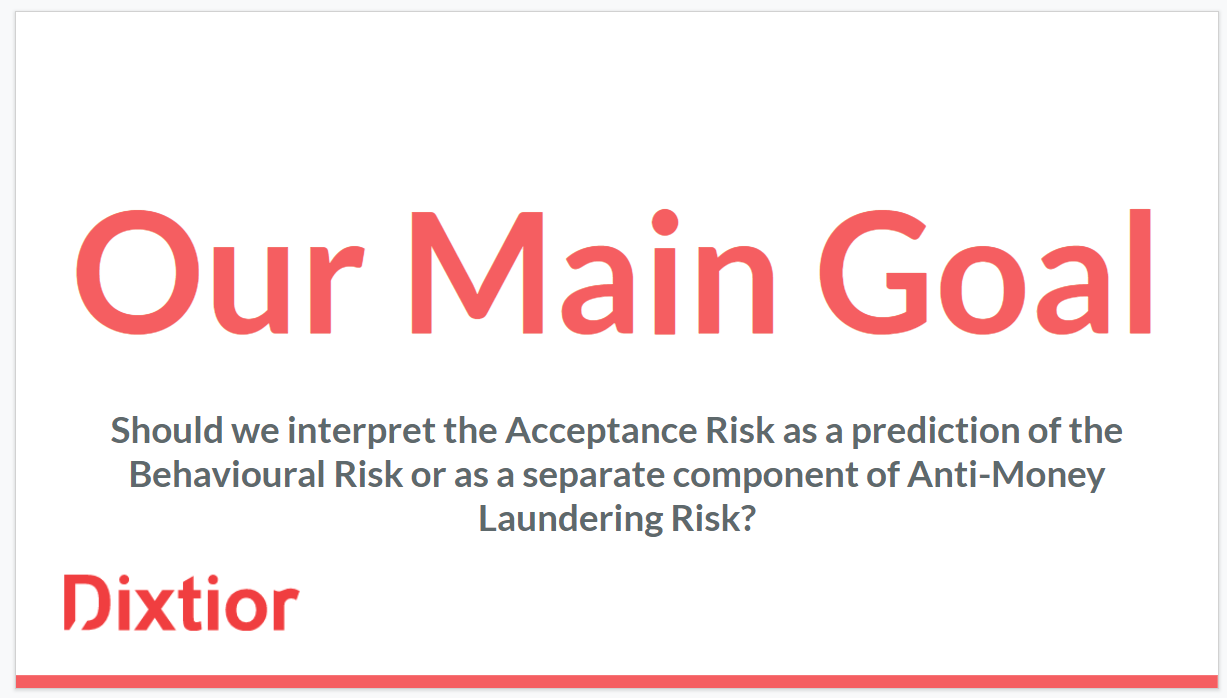 Our Main Goal
Should we interpret the Acceptance Risk as a prediction of the
Behavioural Risk or as a separate component of Anti-Money
Laundering Risk?
Dixtior